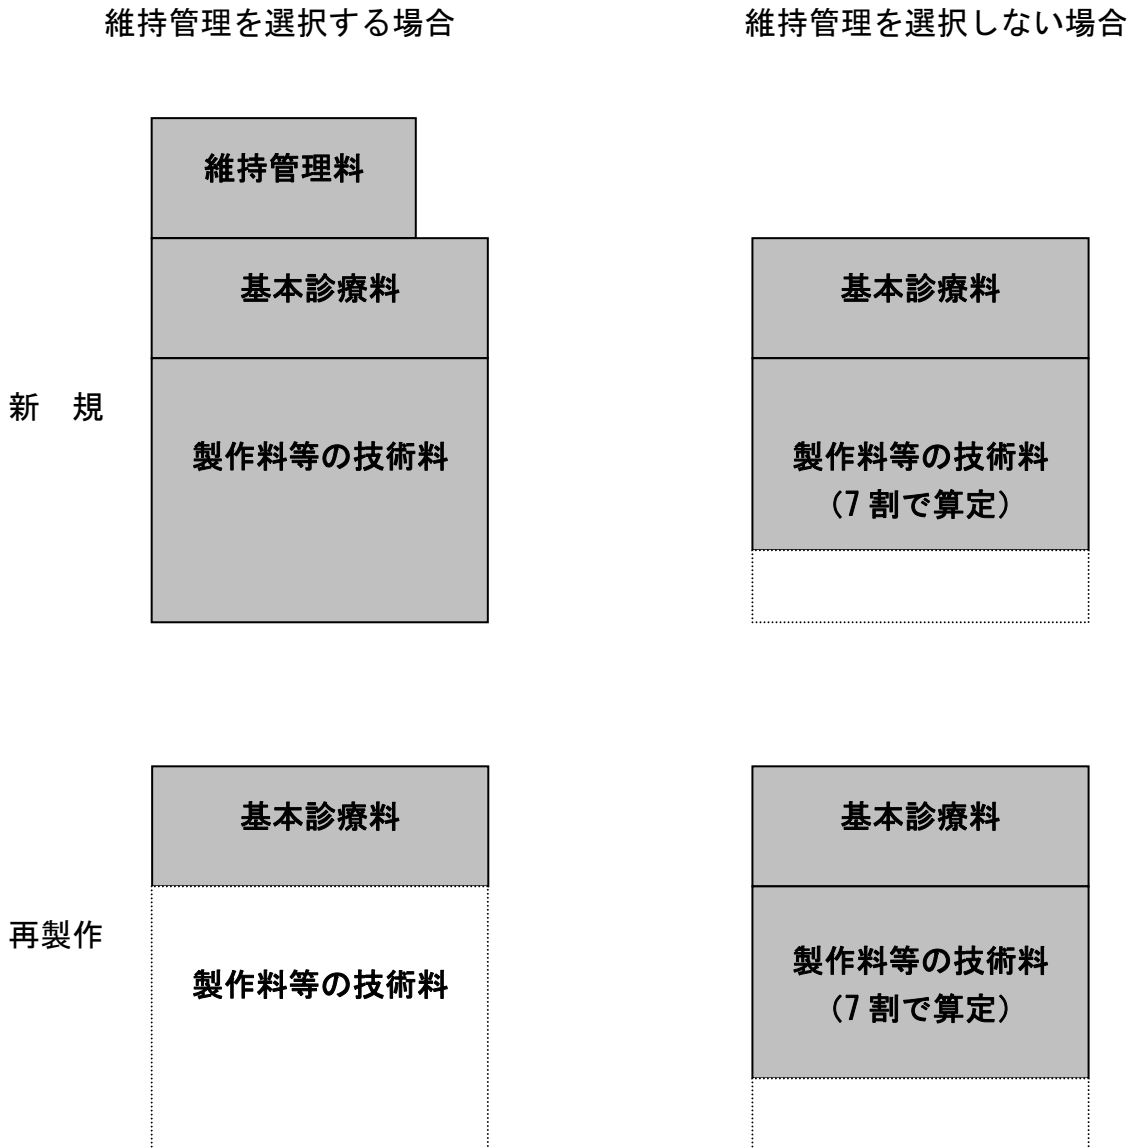 維持管理を選択する場合
維持管理を選択しない場合
維持管理料
基本診療料
基本診療料
新　規
製作料等の技術料
製作料等の技術料
（7 割で算定）
基本診療料
基本診療料
再製作
製作料等の技術料
製作料等の技術料
（7 割で算定）